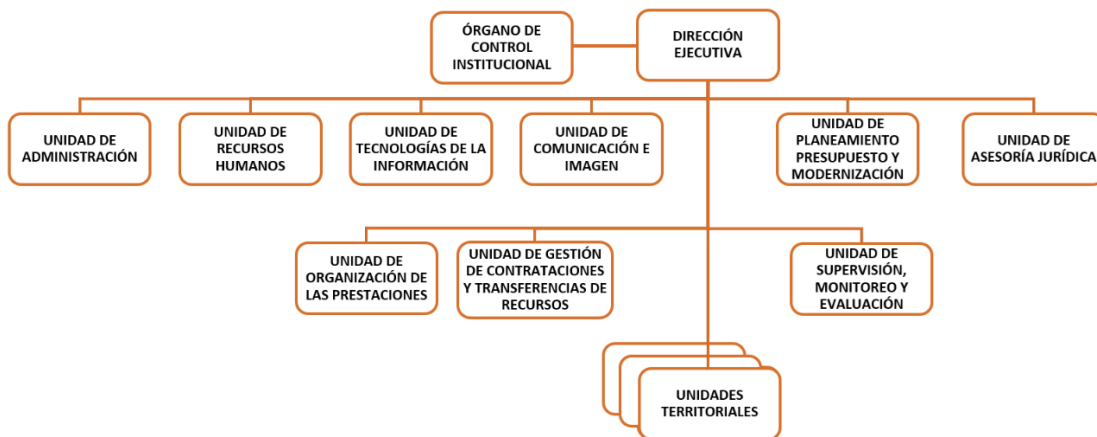 ÓRGANO DE
CONTROL
INSTITUCIONAL
DIRECCIÓN
EJECUTIVA
UNIDAD DE
ADMINISTRACIÓN
UNIDAD DE
RECURSOS
HUMANOS
UNIDAD DE
TECNOLOGÍAS DE LA
INFORMACIÓN
UNIDAD DE
COMUNICACIÓN E
IMAGEN
UNIDAD DE
PLANEAMIENTO
PRESUPUESTO Y
MODERNIZACIÓN
UNIDAD DE
ASESORÍA JURÍDICA
UNIDAD DE
ORGANIZACIÓN DE
LAS PRESTACIONES
UNIDAD DE GESTIÓN
DE CONTRATACIONES
Y TRANSFERENCIAS DE
RECURSOS
UNIDAD DE
SUPERVISIÓN,
MONITOREO Y
EVALUACIÓN
UNIDADES
TERRITORIALES